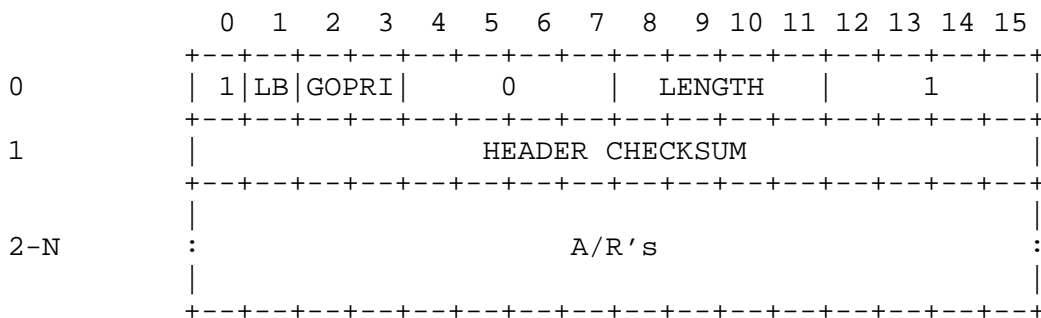 0 1 2 3 4 5 6 7 8 9 10 11 12 13 14 15
+--+--+--+--+--+--+--+--+--+--+--+--+--+--+--+--+
0 | 1|LB|GOPRI| 0 | LENGTH | 1 |
+--+--+--+--+--+--+--+--+--+--+--+--+--+--+--+--+
1 | HEADER CHECKSUM |
+--+--+--+--+--+--+--+--+--+--+--+--+--+--+--+--+
| |
2-N : A/R's :
| |
+--+--+--+--+--+--+--+--+--+--+--+--+--+--+--+--+